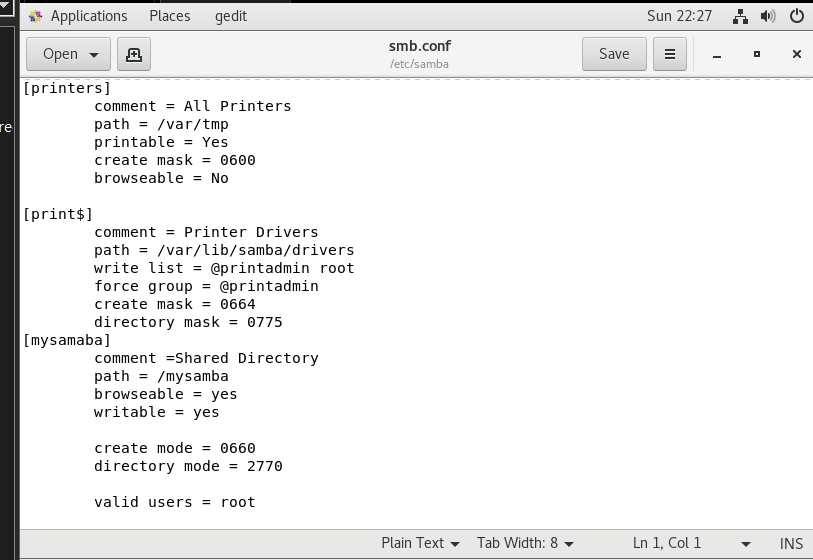 Applications Places gedit Sun 22:27
Open smb.conf Save
/etc/samba
re
[printers]
comment = All Printers
path = /var/tmp
printable = Yes
create mask = 0600
browseable = No
[print$]
comment = Printer Drivers
path = /var/lib/samba/drivers
write list = @printadmin root
force group = @printadmin
create mask = 0664
directory mask = 0775
[mysamaba]
comment =Shared Directory
path = /mysamba
browseable = yes
writable = yes
create mode = 0660
directory mode = 2770
valid users = root
Plain Text Tab Width: 8 Ln 1, Col 1 INS